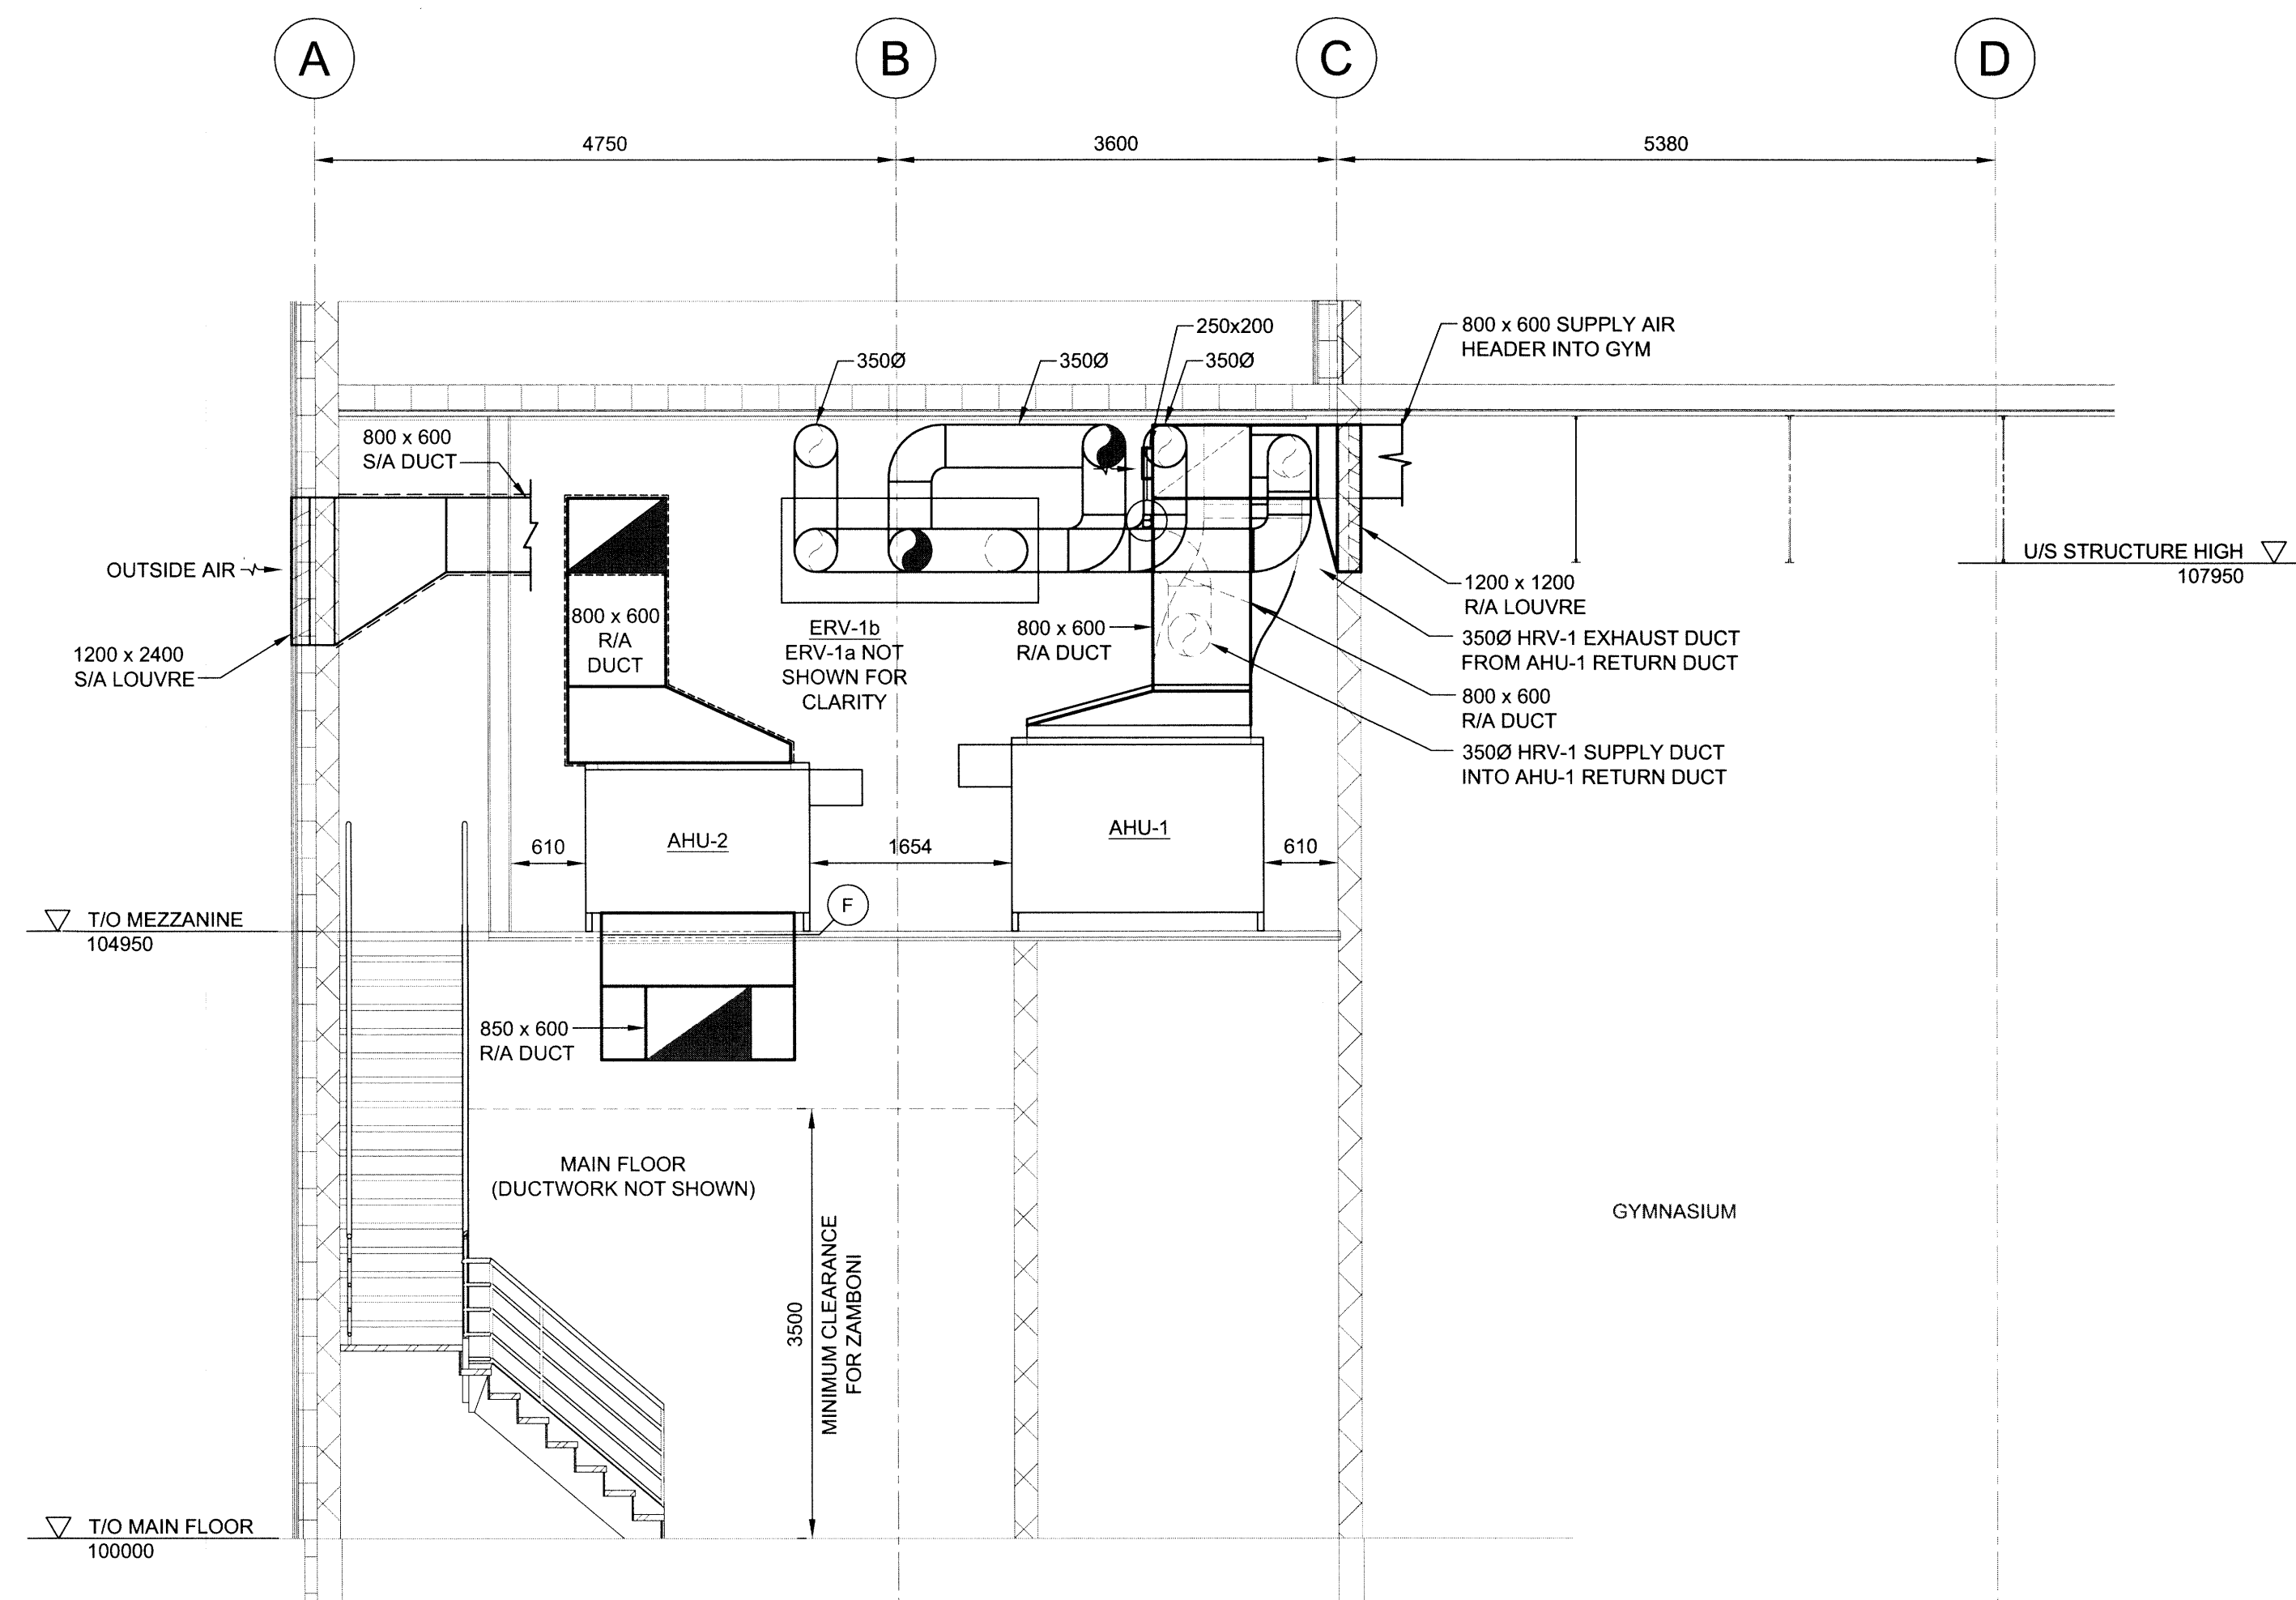 A
B
C
D
4750
3600
5380
250x200
800 x 600 SUPPLY AIR
HEADER INTO GYM
350Ø
350Ø
350Ø
800 x 600
S/A DUCT
OUTSIDE AIR
U/S STRUCTURE HIGH
107950
1200 x 1200
R/A LOUVRE
800 x 600
R/A
DUCT
ERV-1b
ERV-1a NOT
SHOWN FOR
CLARITY
800 x 600
R/A DUCT
350Ø HRV-1 EXHAUST DUCT
FROM AHU-1 RETURN DUCT
1200 x 2400
S/A LOUVRE
800 x 600
R/A DUCT
350Ø HRV-1 SUPPLY DUCT
INTO AHU-1 RETURN DUCT
AHU-2
AHU-1
610
1654
610
F
T/O MEZZANINE
104950
850 x 600
R/A DUCT
MAIN FLOOR
(DUCTWORK NOT SHOWN)
GYMNASIUM
3500
MINIMUM CLEARANCE
FOR ZAMBONI
T/O MAIN FLOOR
100000